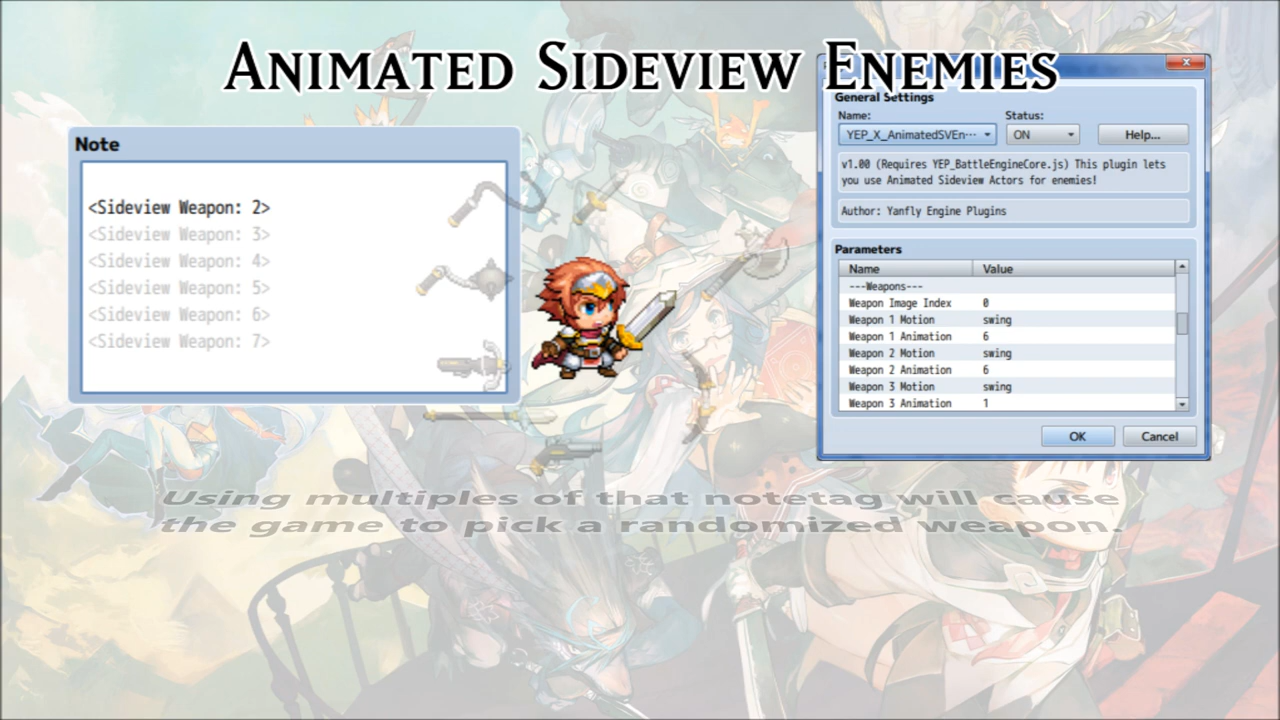 ANIMATED SIDEVIEW ENEMIES
Note
<Sideview Weapon: 2>
<Sideview Weapon: 3>
<Sideview Weapon: 4>
<Sideview Weapon: 5>
<Sideview Weapon: 6>
<Sideview Weapon: 7>
General Settings
Name: Status:
YEP_X_AnimatedSVEn… ON Help...
v1.00 (Requires YEP_BattleEngineCore.js) This plugin lets
you use Animated Sideview Actors for enemies!
Author: Yanfly Engine Plugins
Parameters
Name Value
---Weapons---
Weapon Image Index 0
Weapon 1 Motion swing
Weapon 1 Animation 6
Weapon 2 Motion swing
Weapon 2 Animation 6
Weapon 3 Motion swing
Weapon 3 Animation 1
OK Cancel
Using multiples of that notetag will cause
the game to pick a randomized weapon.